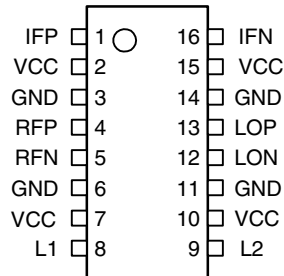 IFP 1 16 IFN
VCC 2 15 VCC
GND 3 14 GND
RFP 4 13 LOP
RFN 5 12 LON
GND 6 11 GND
VCC 7 10 VCC
L1 8 9 L2